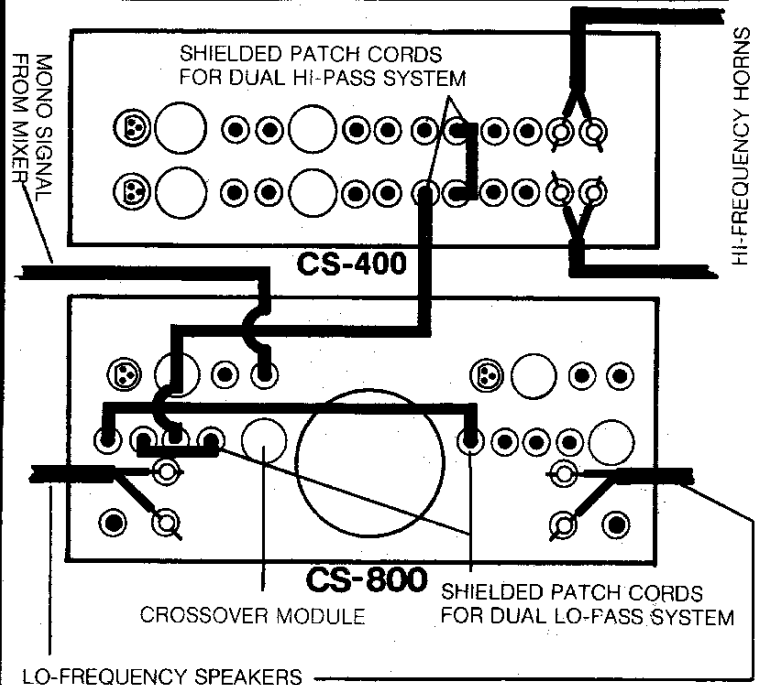 SHIELDED PATCH CORDS
FOR DUAL HI-PASS SYSTEM
MONO SIGNAL
FROM MIXER
HI-FREQUENCY HORNS
CS-400
CS-800
CROSSOVER MODULE
SHIELDED PATCH CORDS
FOR DUAL LO-PASS SYSTEM
LO-FREQUENCY SPEAKERS